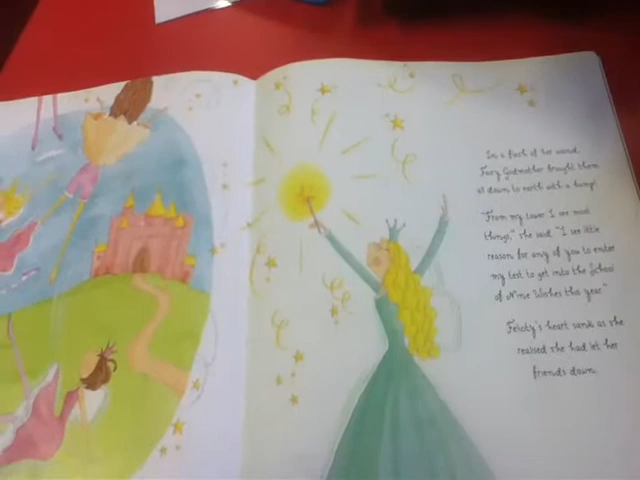 In a flash of her wand,
Fairy Godmother brought them
all down to earth with a bump!
"From my tower I see most
things," she said. "I see little
reason for any of you to enter
my test to get into the School
of Nine Wishes this year."
Felicity's heart sank as she
realised she had let her
friends down.